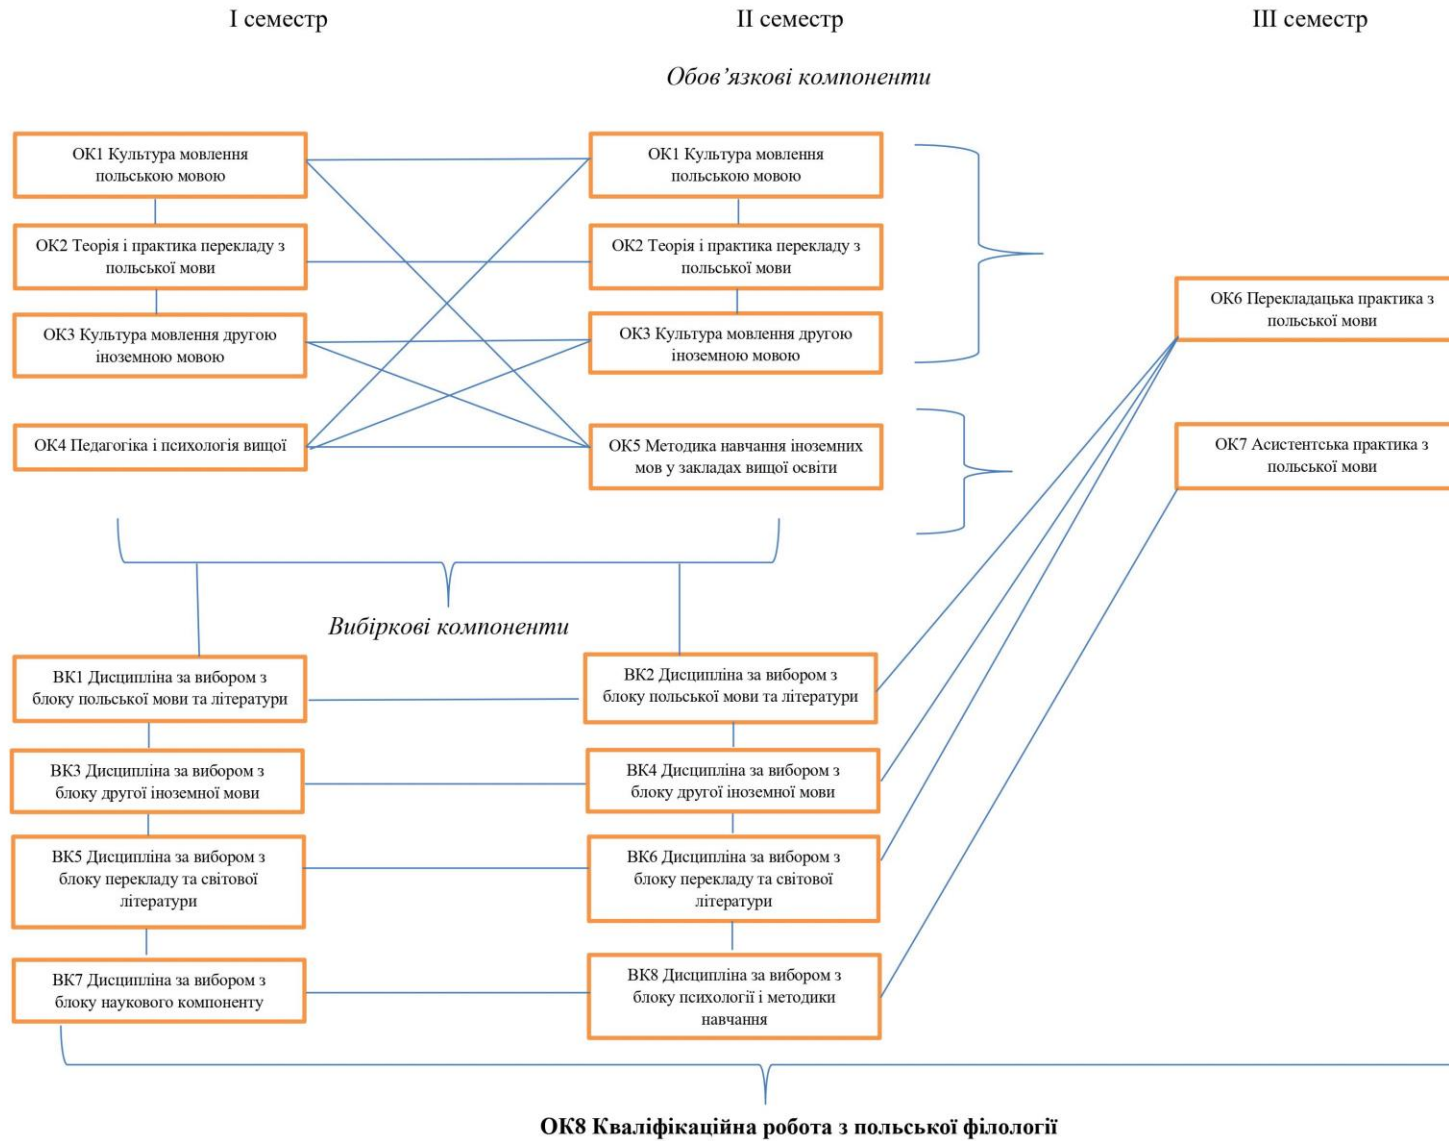 І семестр
ІІ семестр
ІІІ семестр
Обов’язкові компоненти
ОК1 Культура мовлення
польською мовою
ОК1 Культура мовлення
польською мовою
ОК2 Теорія і практика перекладу з
польської мови
ОК2 Теорія і практика перекладу з
польської мови
ОК6 Перекладацька практика з
польської мови
ОК3 Культура мовлення другою
іноземною мовою
ОК3 Культура мовлення другою
іноземною мовою
ОК4 Педагогіка і психологія вищої
ОК5 Методика навчання іноземних
мов у закладах вищої освіти
ОК7 Асистентська практика з
польської мови
Вибіркові компоненти
ВК1 Дисципліна за вибором з
блоку польської мови та літератури
ВК2 Дисципліна за вибором з
блоку польської мови та літератури
ВК3 Дисципліна за вибором з
блоку другої іноземної мови
ВК4 Дисципліна за вибором з
блоку другої іноземної мови
ВК5 Дисципліна за вибором з
блоку перекладу та світової
літератури
ВК6 Дисципліна за вибором з
блоку перекладу та світової
літератури
ВК7 Дисципліна за вибором з
блоку наукового компоненту
ВК8 Дисципліна за вибором з
блоку психології і методики
навчання
ОК8 Кваліфікаційна робота з польської філології